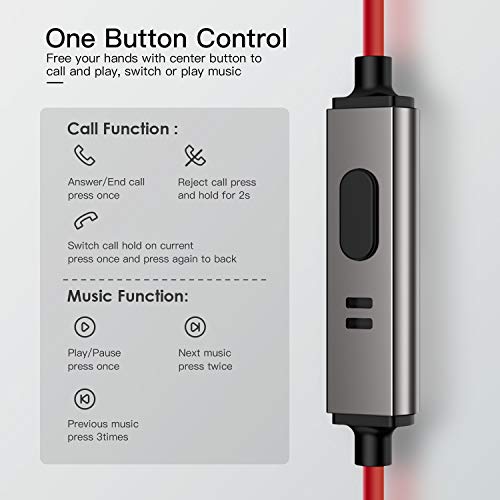 One Button Control
Free your hands with center button to
call and play, switch or play music
Call Function :
Answer/End call
press once
Reject call press
and hold for 2s
Switch call hold on current
press once and press again to back
Music Function:
Play/Pause
press once
Next music
press twice
Previous music
press 3times